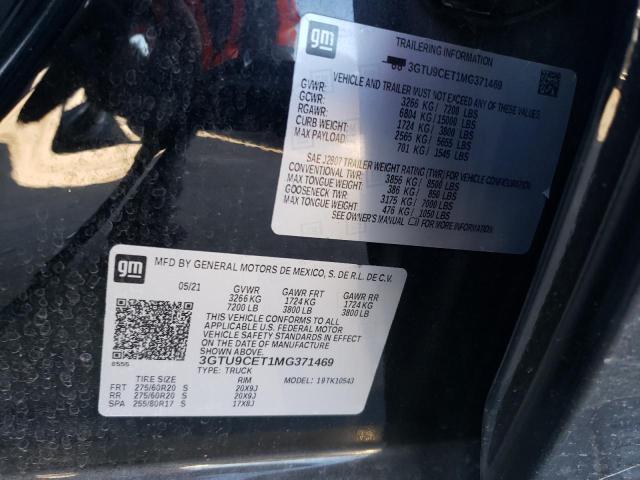 gm
TRAILERING INFORMATION
3GTU9CET1MG371469
VEHICLE AND TRAILER MUST NOT EXCEED ANY OF THESE VALUES
GVWR: 3266 KG / 7200 LBS
GCWR: 6804 KG / 15000 LBS
RGAWR: 1724 KG / 3800 LBS
CURB WEIGHT: 2565 KG / 5655 LBS
MAX PAYLOAD: 701 KG / 1545 LBS
SAE J2807 TRAILER WEIGHT RATING (TWR) FOR VEHICLE CONFIGURATION
CONVENTIONAL TWR: 3856 KG / 8500 LBS
MAX TONGUE WEIGHT: 386 KG / 850 LBS
GOOSENECK TWR: 3175 KG / 7000 LBS
MAX TONGUE WEIGHT: 476 KG / 1050 LBS
SEE OWNER'S MANUAL FOR MORE INFORMATION
gm
MFD BY GENERAL MOTORS DE MEXICO, S. DE R.L. DE C.V.
05/21 GVWR GAWR FRT GAWR RR
3266 KG 1724 KG 1724 KG
7200 LB 3800 LB 3800 LB
THIS VEHICLE CONFORMS TO ALL
APPLICABLE U.S. FEDERAL MOTOR
VEHICLE SAFETY STANDARDS IN EFFECT
ON THE DATE OF MANUFACTURE
SHOWN ABOVE.
3GTU9CET1MG371469
TYPE: TRUCK MODEL: 19TK10543
TIRE SIZE RIM
FRT 275/60R20 S 20X9J
RR 275/60R20 S 20X9J
SPA 255/80R17 S 17X8J